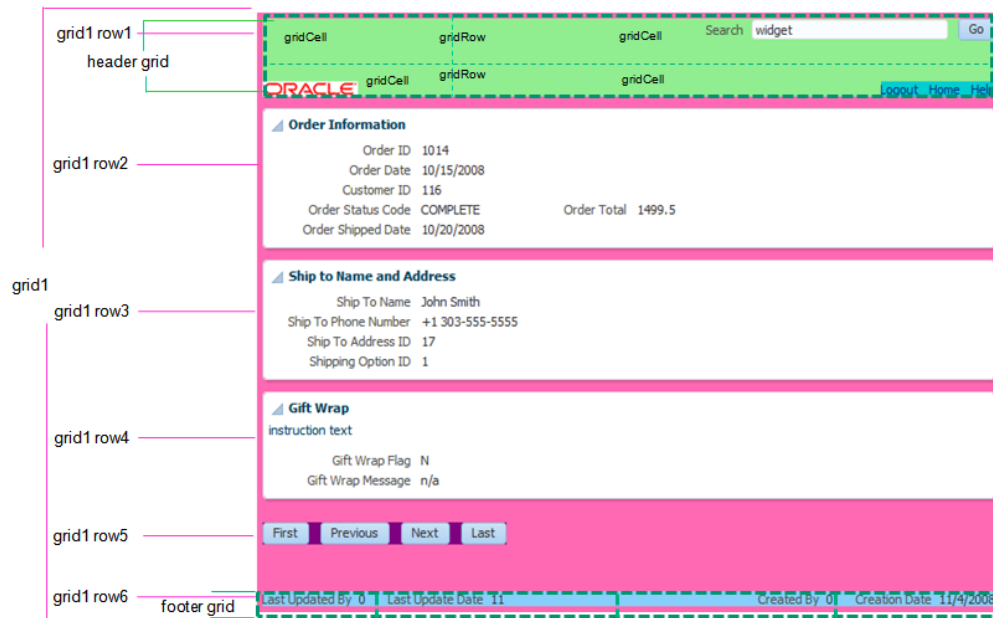 grid1 row1
gridCell
gridRow
gridCell
Search widget Go
header grid
ORACLE
gridCell
gridRow
gridCell
Logout Home Help
Order Information
grid1 row2
Order ID 1014
Order Date 10/15/2008
Customer ID 116
Order Status Code COMPLETE Order Total 1499.5
Order Shipped Date 10/20/2008
grid1
Ship to Name and Address
grid1 row3
Ship To Name John Smith
Ship To Phone Number +1 303-555-5555
Ship To Address ID 17
Shipping Option ID 1
Gift Wrap
instruction text
grid1 row4
Gift Wrap Flag N
Gift Wrap Message n/a
grid1 row5
First Previous Next Last
grid1 row6
footer grid
Last Updated By 0 Last Update Date 11 Created By 0 Creation Date 11/4/2008